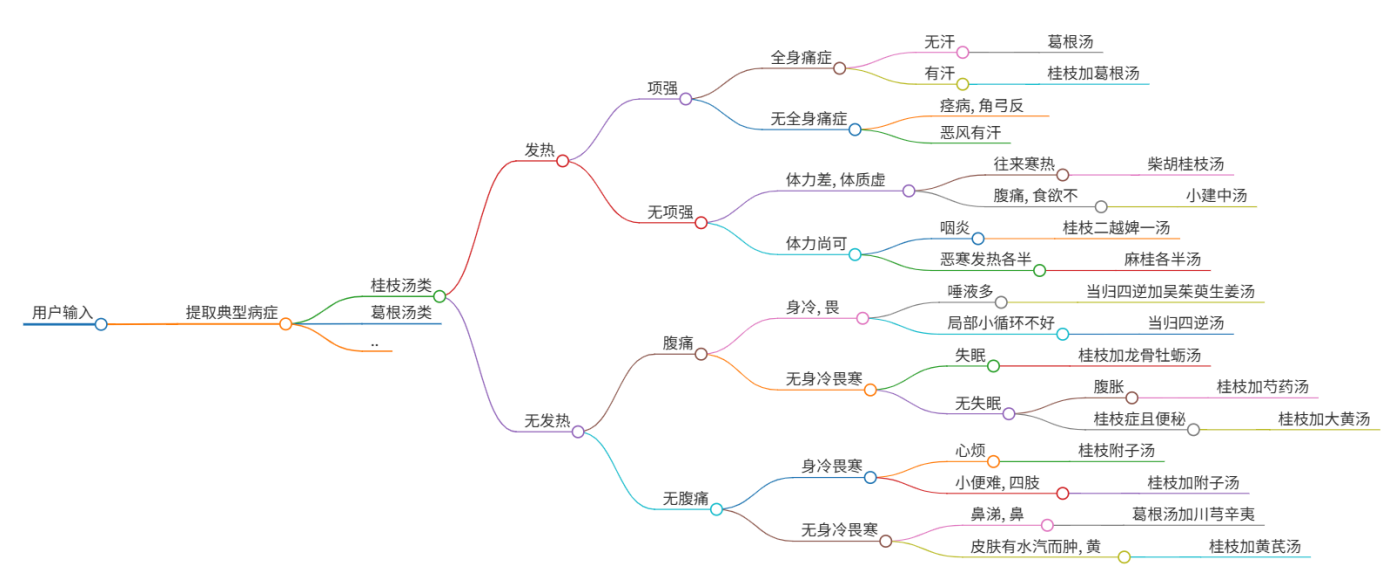 用户输入
提取典型病症
桂枝汤类
发热
项强
全身痛症
无汗
葛根汤
有汗
桂枝加葛根汤
无全身痛症
痉病, 角弓反
恶风有汗
无项强
体力差, 体质虚
往来寒热
柴胡桂枝汤
腹痛, 食欲不
小建中汤
体力尚可
咽炎
桂枝二越婢一汤
恶寒发热各半
麻桂各半汤
无发热
腹痛
身冷, 畏
唾液多
当归四逆加吴茱萸生姜汤
局部小循环不好
当归四逆汤
无身冷畏寒
失眠
桂枝加龙骨牡蛎汤
无失眠
腹胀
桂枝加芍药汤
桂枝症且便秘
桂枝加大黄汤
无腹痛
身冷畏寒
心烦
桂枝附子汤
小便难, 四肢
桂枝加附子汤
无身冷畏寒
鼻涕, 鼻
葛根汤加川芎辛夷
皮肤有水汽而肿, 黄
桂枝加黄芪汤
葛根汤类
..